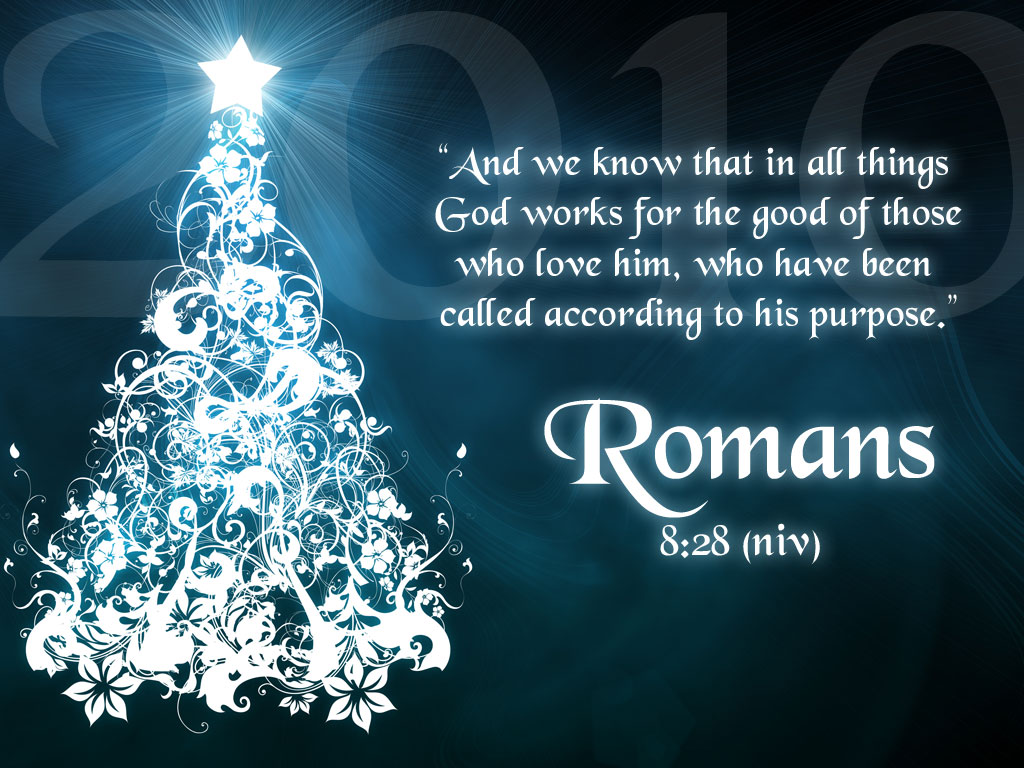 2010
“And we know that in all things
God works for the good of those
who love him, who have been
called according to his purpose.”
Romans
8:28 (niv)